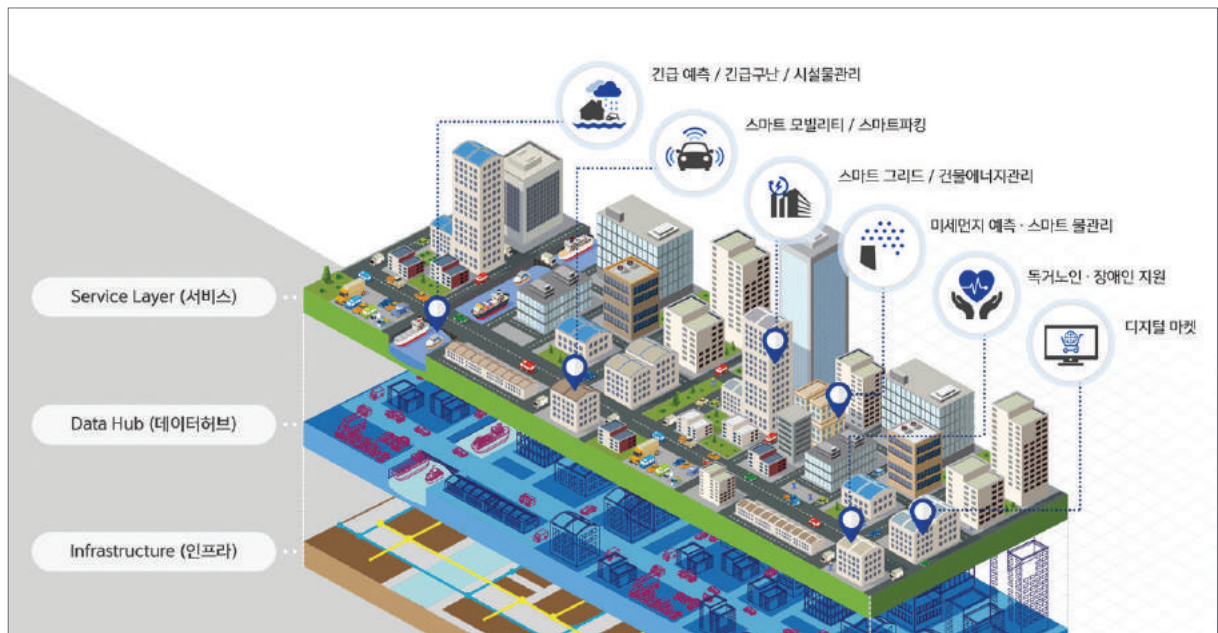 긴급 예측 / 긴급구난 / 시설물관리
스마트 모빌리티 / 스마트파킹
스마트 그리드 / 건물에너지관리
미세먼지 예측 · 스마트 물관리
독거노인 · 장애인 지원
디지털 마켓
Service Layer (서비스)
Data Hub (데이터허브)
Infrastructure (인프라)